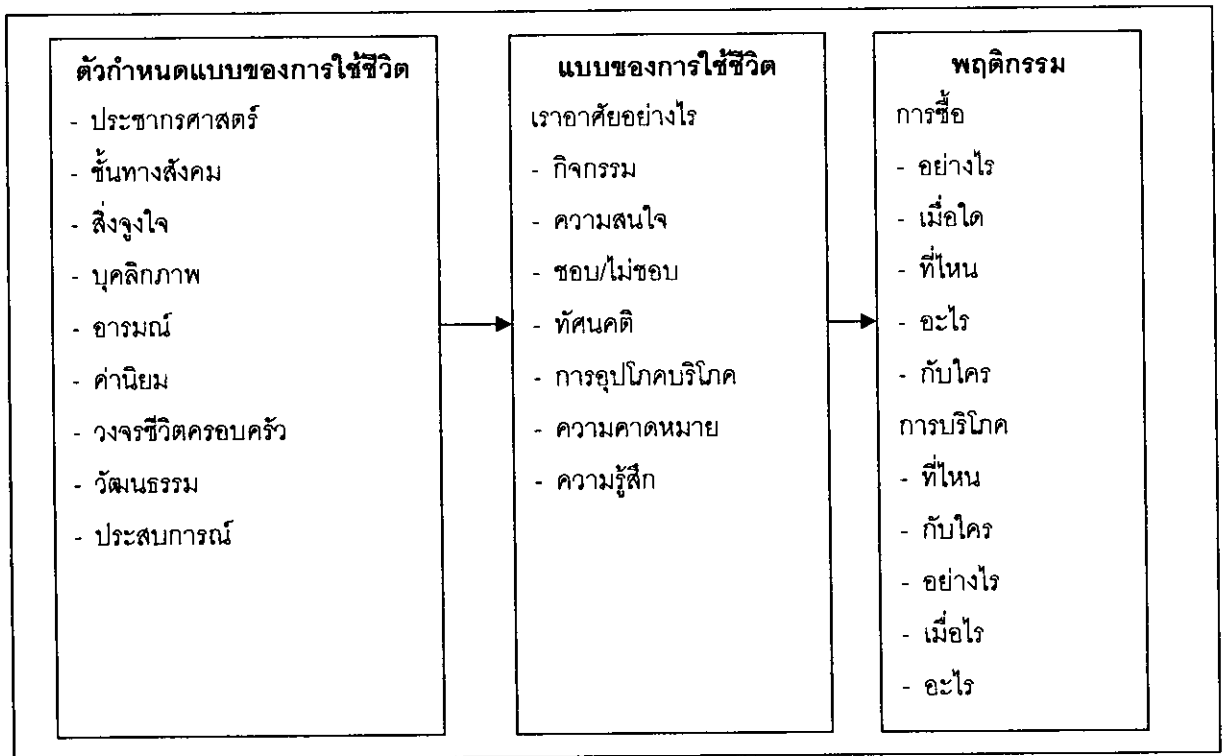 ตัวกำหนดแบบของการใช้ชีวิต
- ประชากรศาสตร์
- ชั้นทางสังคม
- สิ่งจูงใจ
- บุคลิกภาพ
- อารมณ์
- ค่านิยม
- วงจรชีวิตครอบครัว
- วัฒนธรรม
- ประสบการณ์
แบบของการใช้ชีวิต
เราอาศัยอย่างไร
- กิจกรรม
- ความสนใจ
- ชอบ/ไม่ชอบ
- ทัศนคติ
- การอุปโภคบริโภค
- ความคาดหมาย
- ความรู้สึก
พฤติกรรม
การซื้อ
- อย่างไร
- เมื่อใด
- ที่ไหน
- อะไร
- กับใคร
การบริโภค
- ที่ไหน
- กับใคร
- อย่างไร
- เมื่อไร
- อะไร